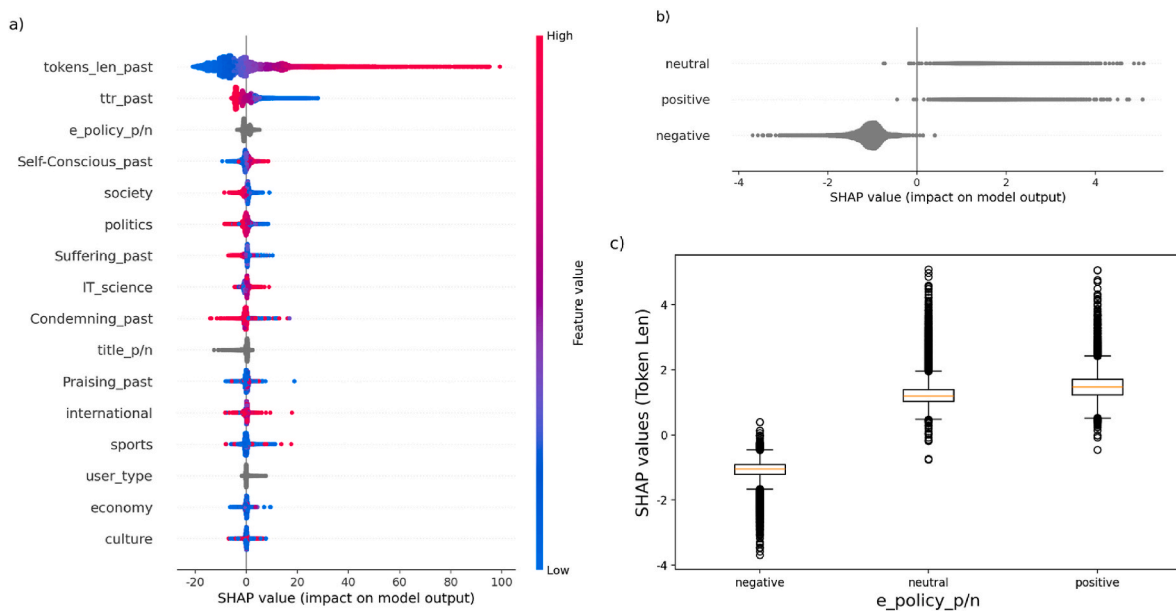 a)
High
tokens_len_past
ttr_past
e_policy_p/n
Self-Conscious_past
society
politics
Suffering_past
IT_science
Condemning_past
title_p/n
Praising_past
international
sports
user_type
economy
culture
-20 0 20 40 60 80 100
SHAP value (impact on model output)
Low
Feature value
b)
neutral
positive
negative
-4 -2 0 2 4
SHAP value (impact on model output)
c)
SHAP values (Token Len)
4
2
0
-2
-4
negative neutral positive
e_policy_p/n